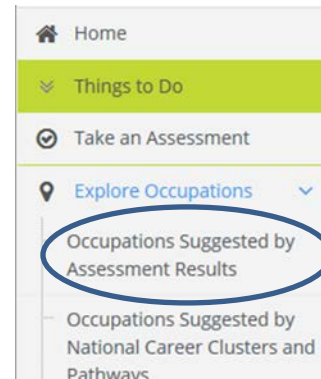 Home
Things to Do
Take an Assessment
Explore Occupations
Occupations Suggested by
Assessment Results
Occupations Suggested by
National Career Clusters and
Pathways